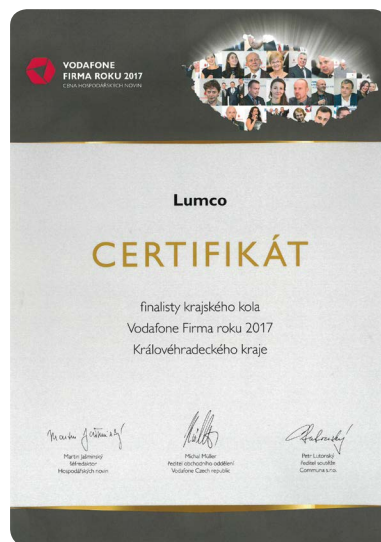 VODAFONE
FIRMA ROKU 2017
CENA HOSPODÁŘSKÝCH NOVIN
Lumco
CERTIFIKÁT
finalisty krajského kola
Vodafone Firma roku 2017
Královéhradeckého kraje
Martin Jašminský
šéfredaktor
Hospodářských novin
Michal Müller
ředitel obchodního oddělení
Vodafone Czech republic
Petr Lutonský
ředitel soutěže
Communa s.r.o.